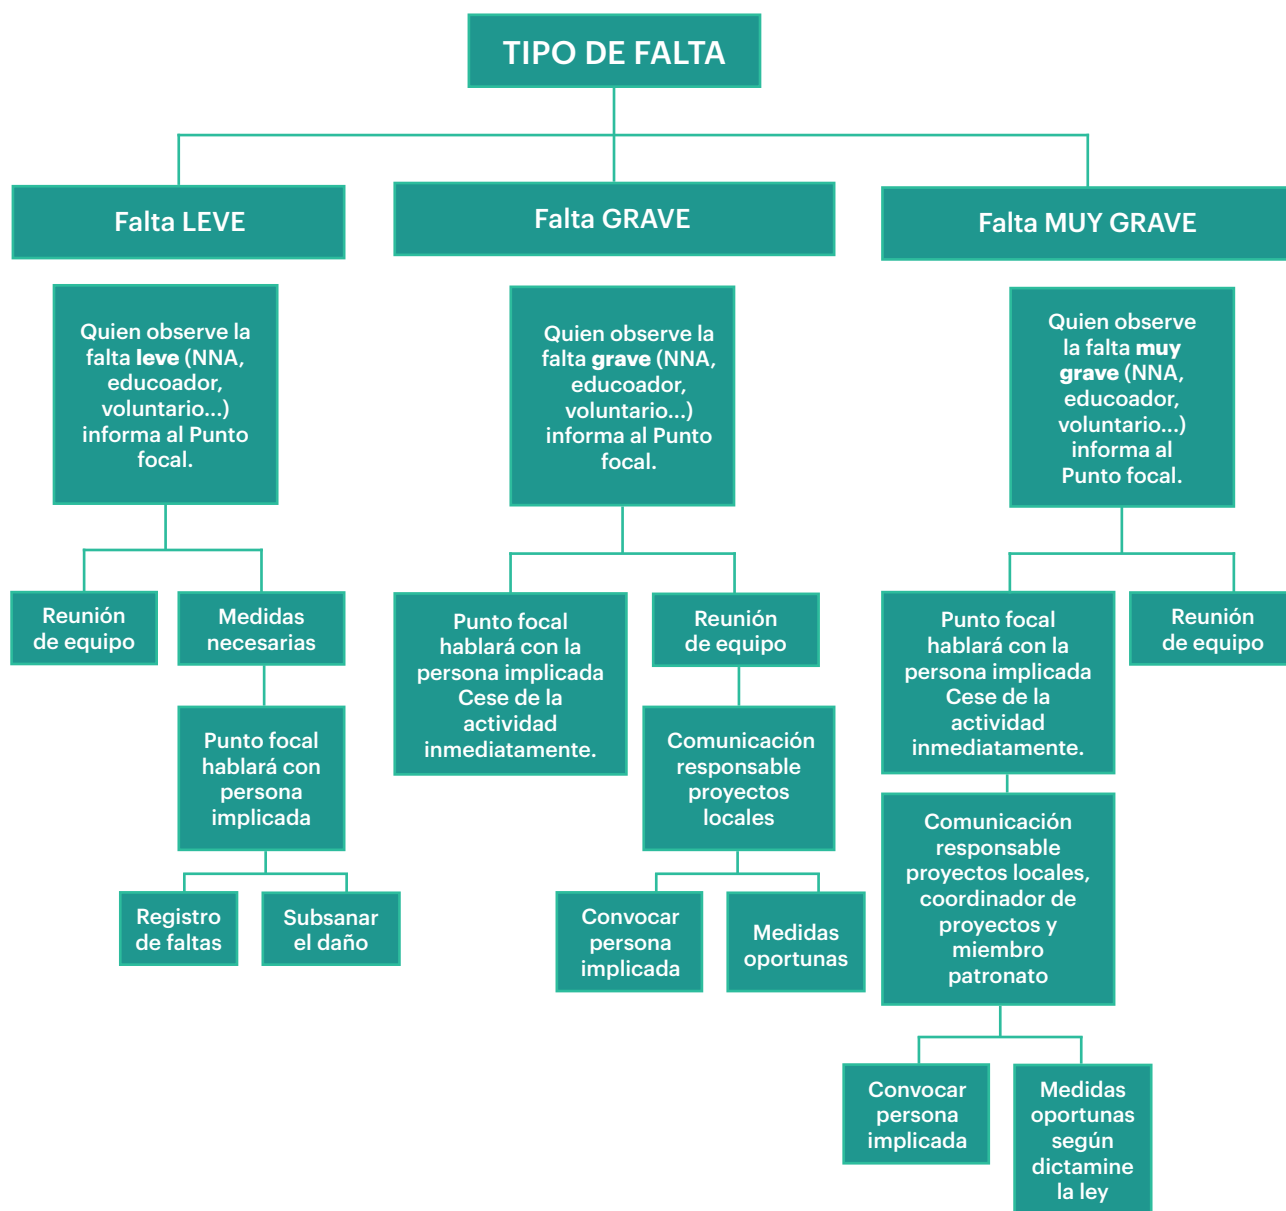 TIPO DE FALTA
Falta LEVE
Falta GRAVE
Falta MUY GRAVE
Quien observe la
falta leve (NNA,
educoador,
voluntario...)
informa al Punto
focal.
Reunión
de equipo
Medidas
necesarias
Punto focal
hablará con
persona
implicada
Registro
de faltas
Subsanar
el daño
Quien observe la
falta grave (NNA,
educoador,
voluntario...)
informa al Punto
focal.
Punto focal
hablará con la
persona implicada
Cese de la
actividad
inmediatamente.
Reunión
de equipo
Comunicación
responsable
proyectos
locales
Convocar
persona
implicada
Medidas
oportunas
Quien observe
la falta muy
grave (NNA,
educoador,
voluntario...)
informa al
Punto focal.
Punto focal
hablará con la
persona implicada
Cese de la
actividad
inmediatamente.
Reunión
de equipo
Comunicación
responsable
proyectos locales,
coordinador de
proyectos y
miembro
patronato
Convocar
persona
implicada
Medidas
oportunas
según
dictamine
la ley